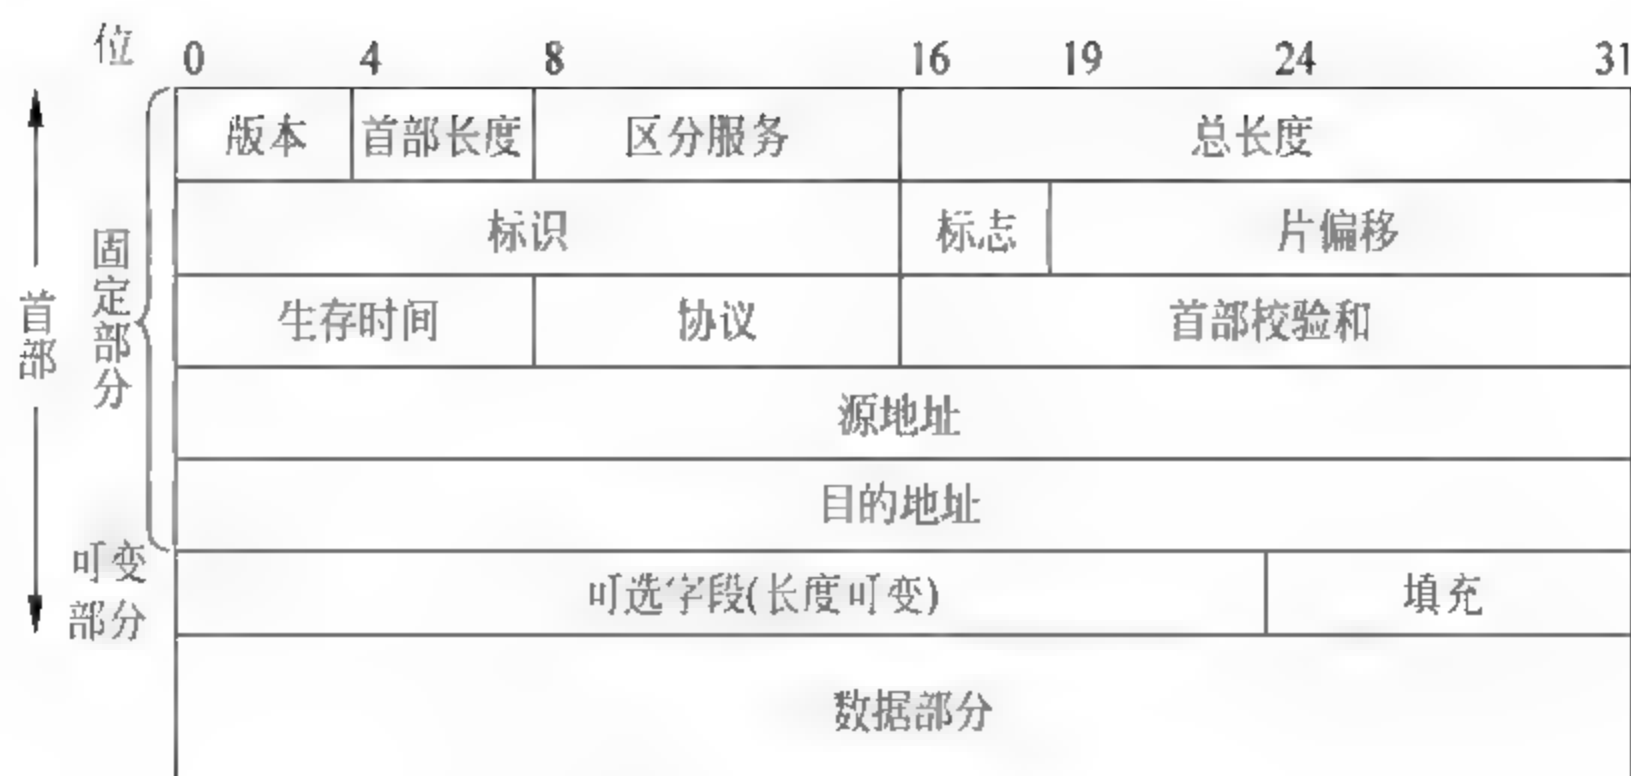 位 0 4 8 16 19 24 31
版本 首部长度 区分服务 总长度
标识 标志 片偏移
生存时间 协议 首部校验和
源地址
目的地址
可选字段(长度可变) 填充
数据部分
首部
固定部分
可变
部分